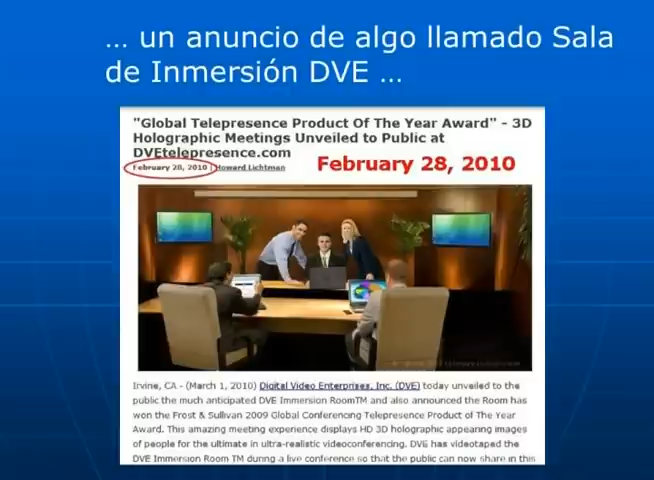 … un anuncio de algo llamado Sala
de Inmersión DVE …
"Global Telepresence Product Of The Year Award" - 3D
Holographic Meetings Unveiled to Public at
DVEtelepresence.com
February 28, 2010 | Howard Lichtman
February 28, 2010
Irvine, CA - (March 1, 2010) Digital Video Enterprises, Inc. (DVE) today unveiled to the
public the much anticipated DVE Immersion RoomTM and also announced the Room has
won the Frost & Sullivan 2009 Global Conferencing Telepresence Product of The Year
Award. This amazing meeting experience displays HD 3D holographic appearing images
of people for the ultimate in ultra-realistic videoconferencing. DVE has videotaped the
DVE Immersion Room TM during a live conference so that the public can now share in this